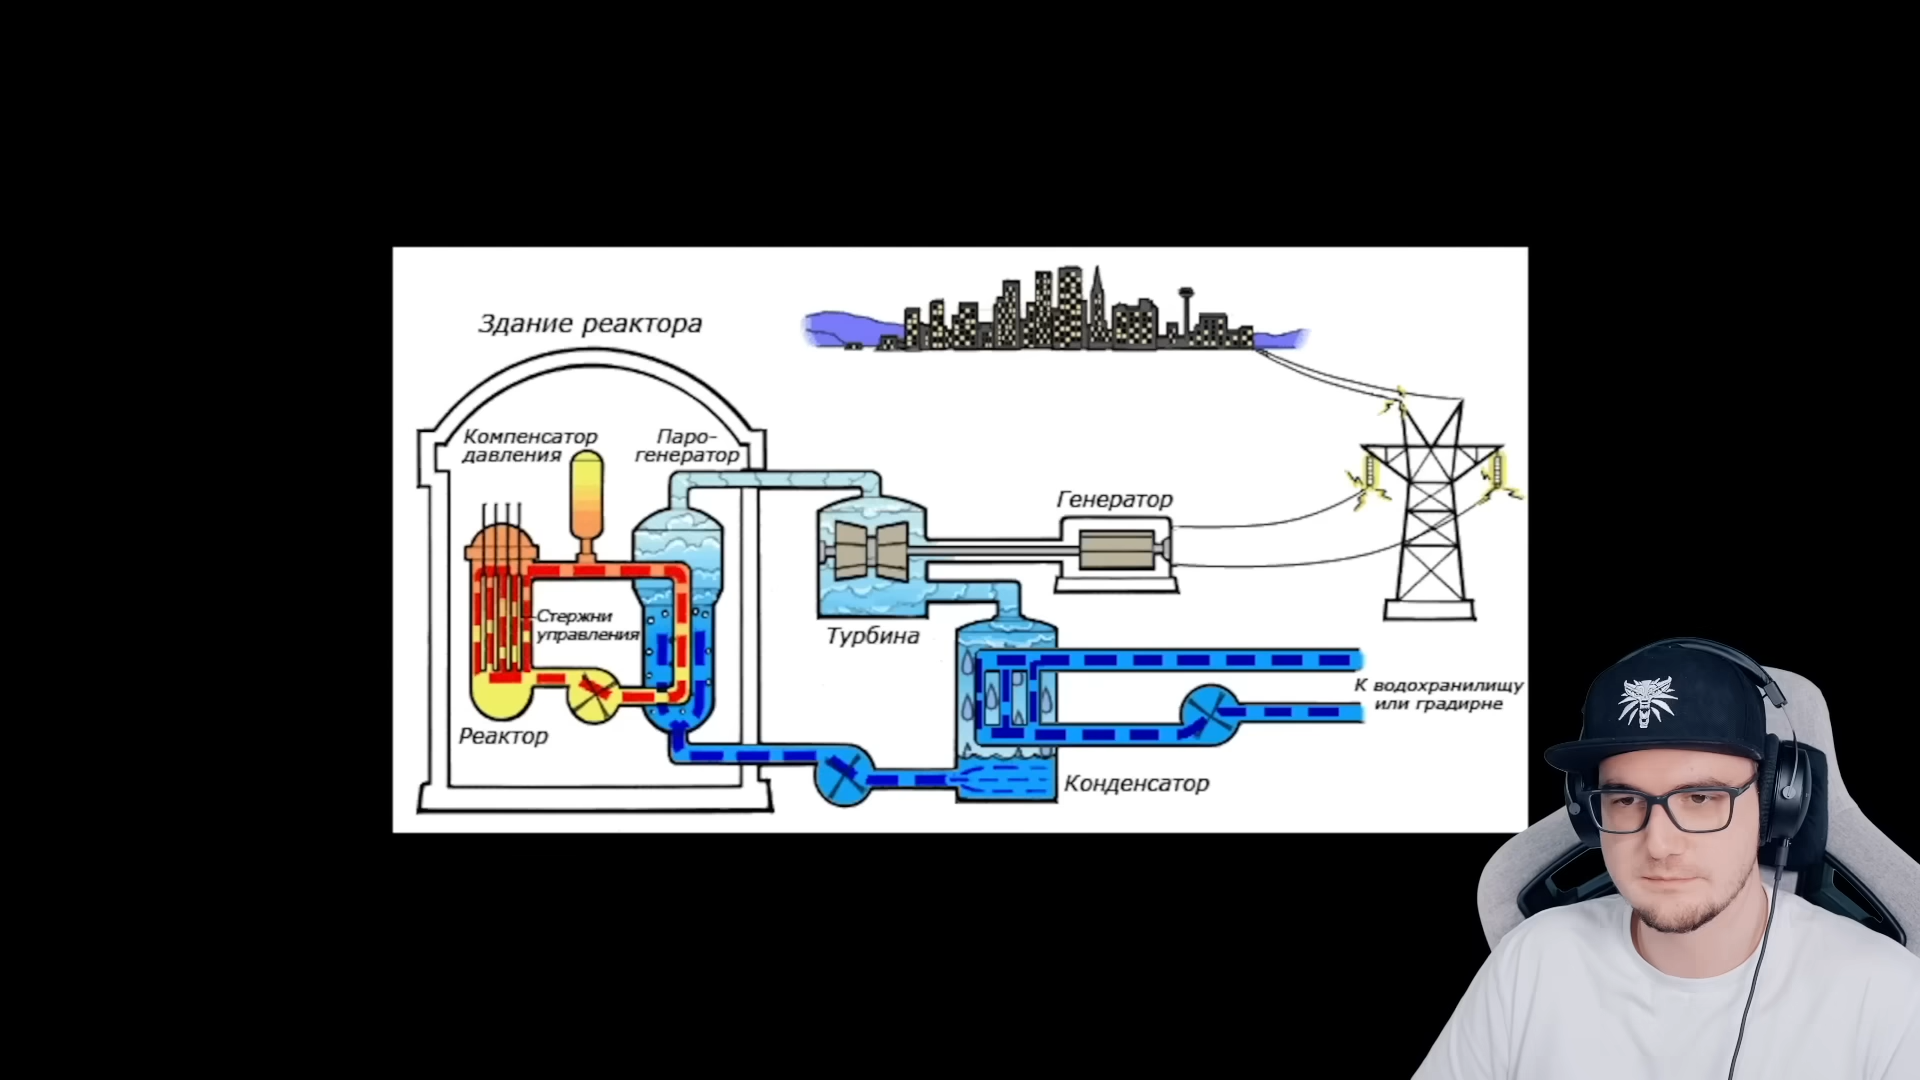 Здание реактора
Компенсатор
давления
Паро-
генератор
Генератор
Стержни
управления
Турбина
К водохранилищу
или градирне
Реактор
Конденсатор